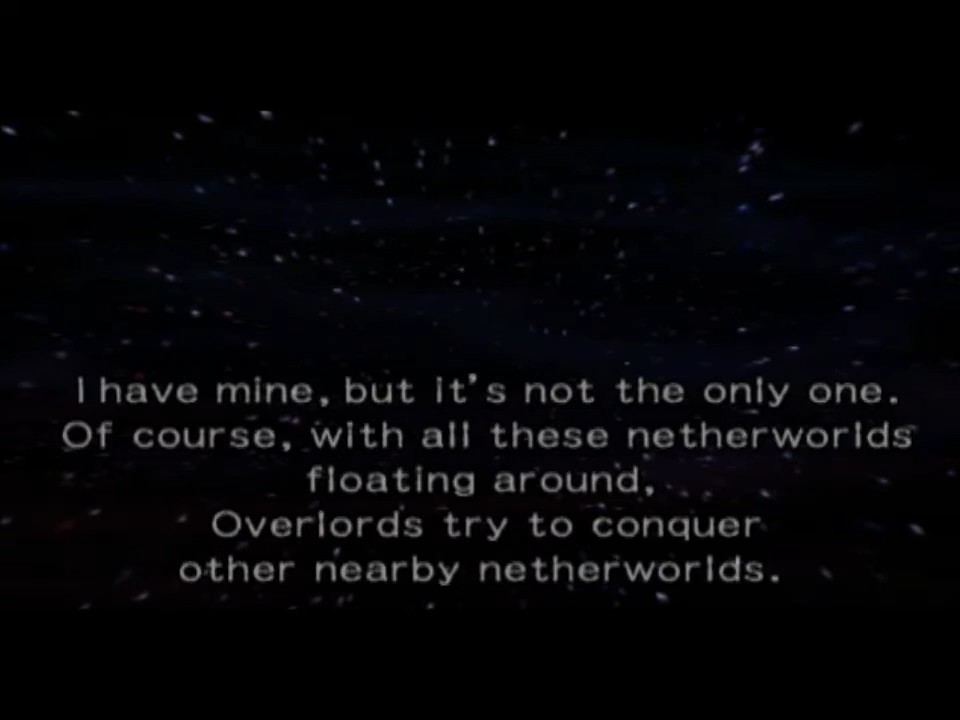 I have mine, but it's not the only one.
Of course, with all these netherworlds
floating around,
Overlords try to conquer
other nearby netherworlds.